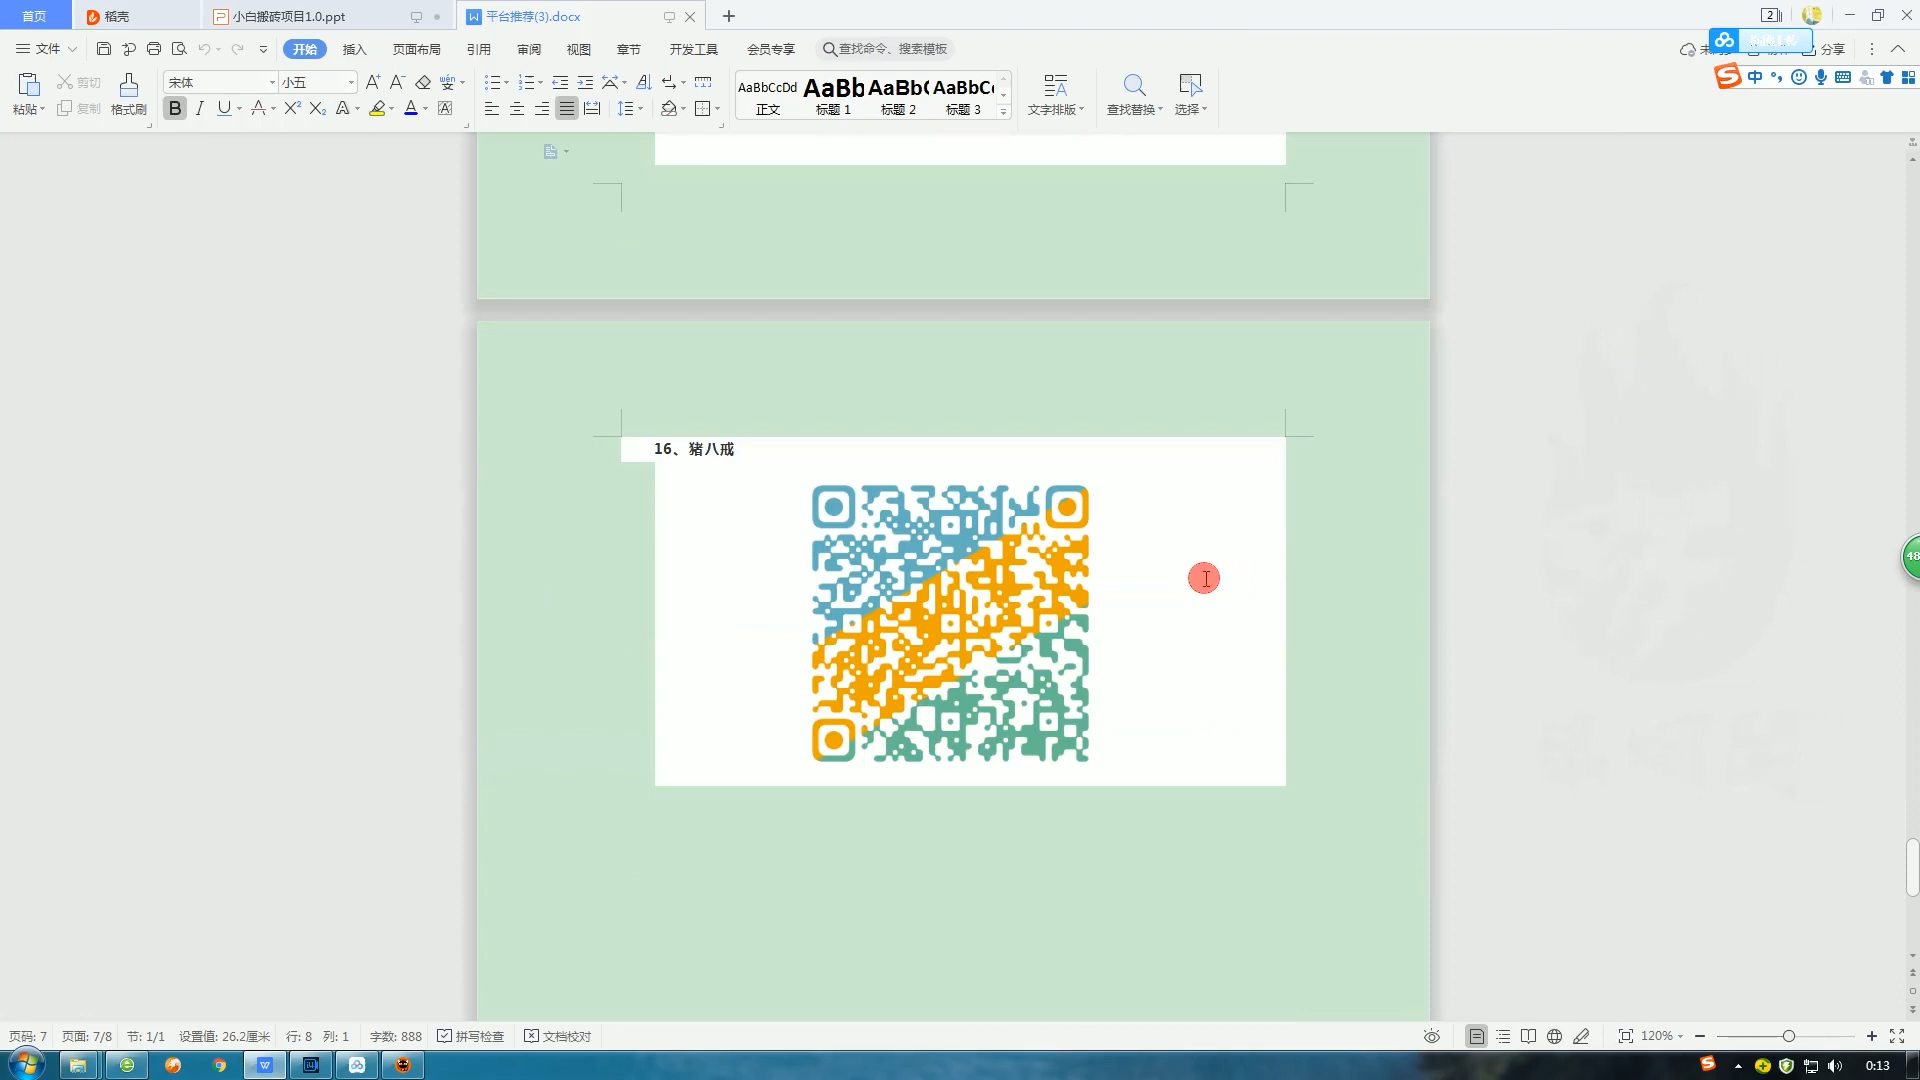 首页
稻壳
小白搬砖项目1.0.ppt
平台推荐(3).docx
文件
开始
插入
页面布局
引用
审阅
视图
章节
开发工具
会员专享
查找命令、搜索模板
分享
粘贴
剪切
复制
格式刷
宋体
小五
AaBbCcDd
正文
AaBb
标题 1
AaBb(
标题 2
AaBbC
标题 3
文字排版
查找替换
选择
中
16、猪八戒
48
页码: 7
页面: 7/8
节: 1/1
设置值: 26.2厘米
行: 8
列: 1
字数: 888
拼写检查
文档校对
120%
0:13